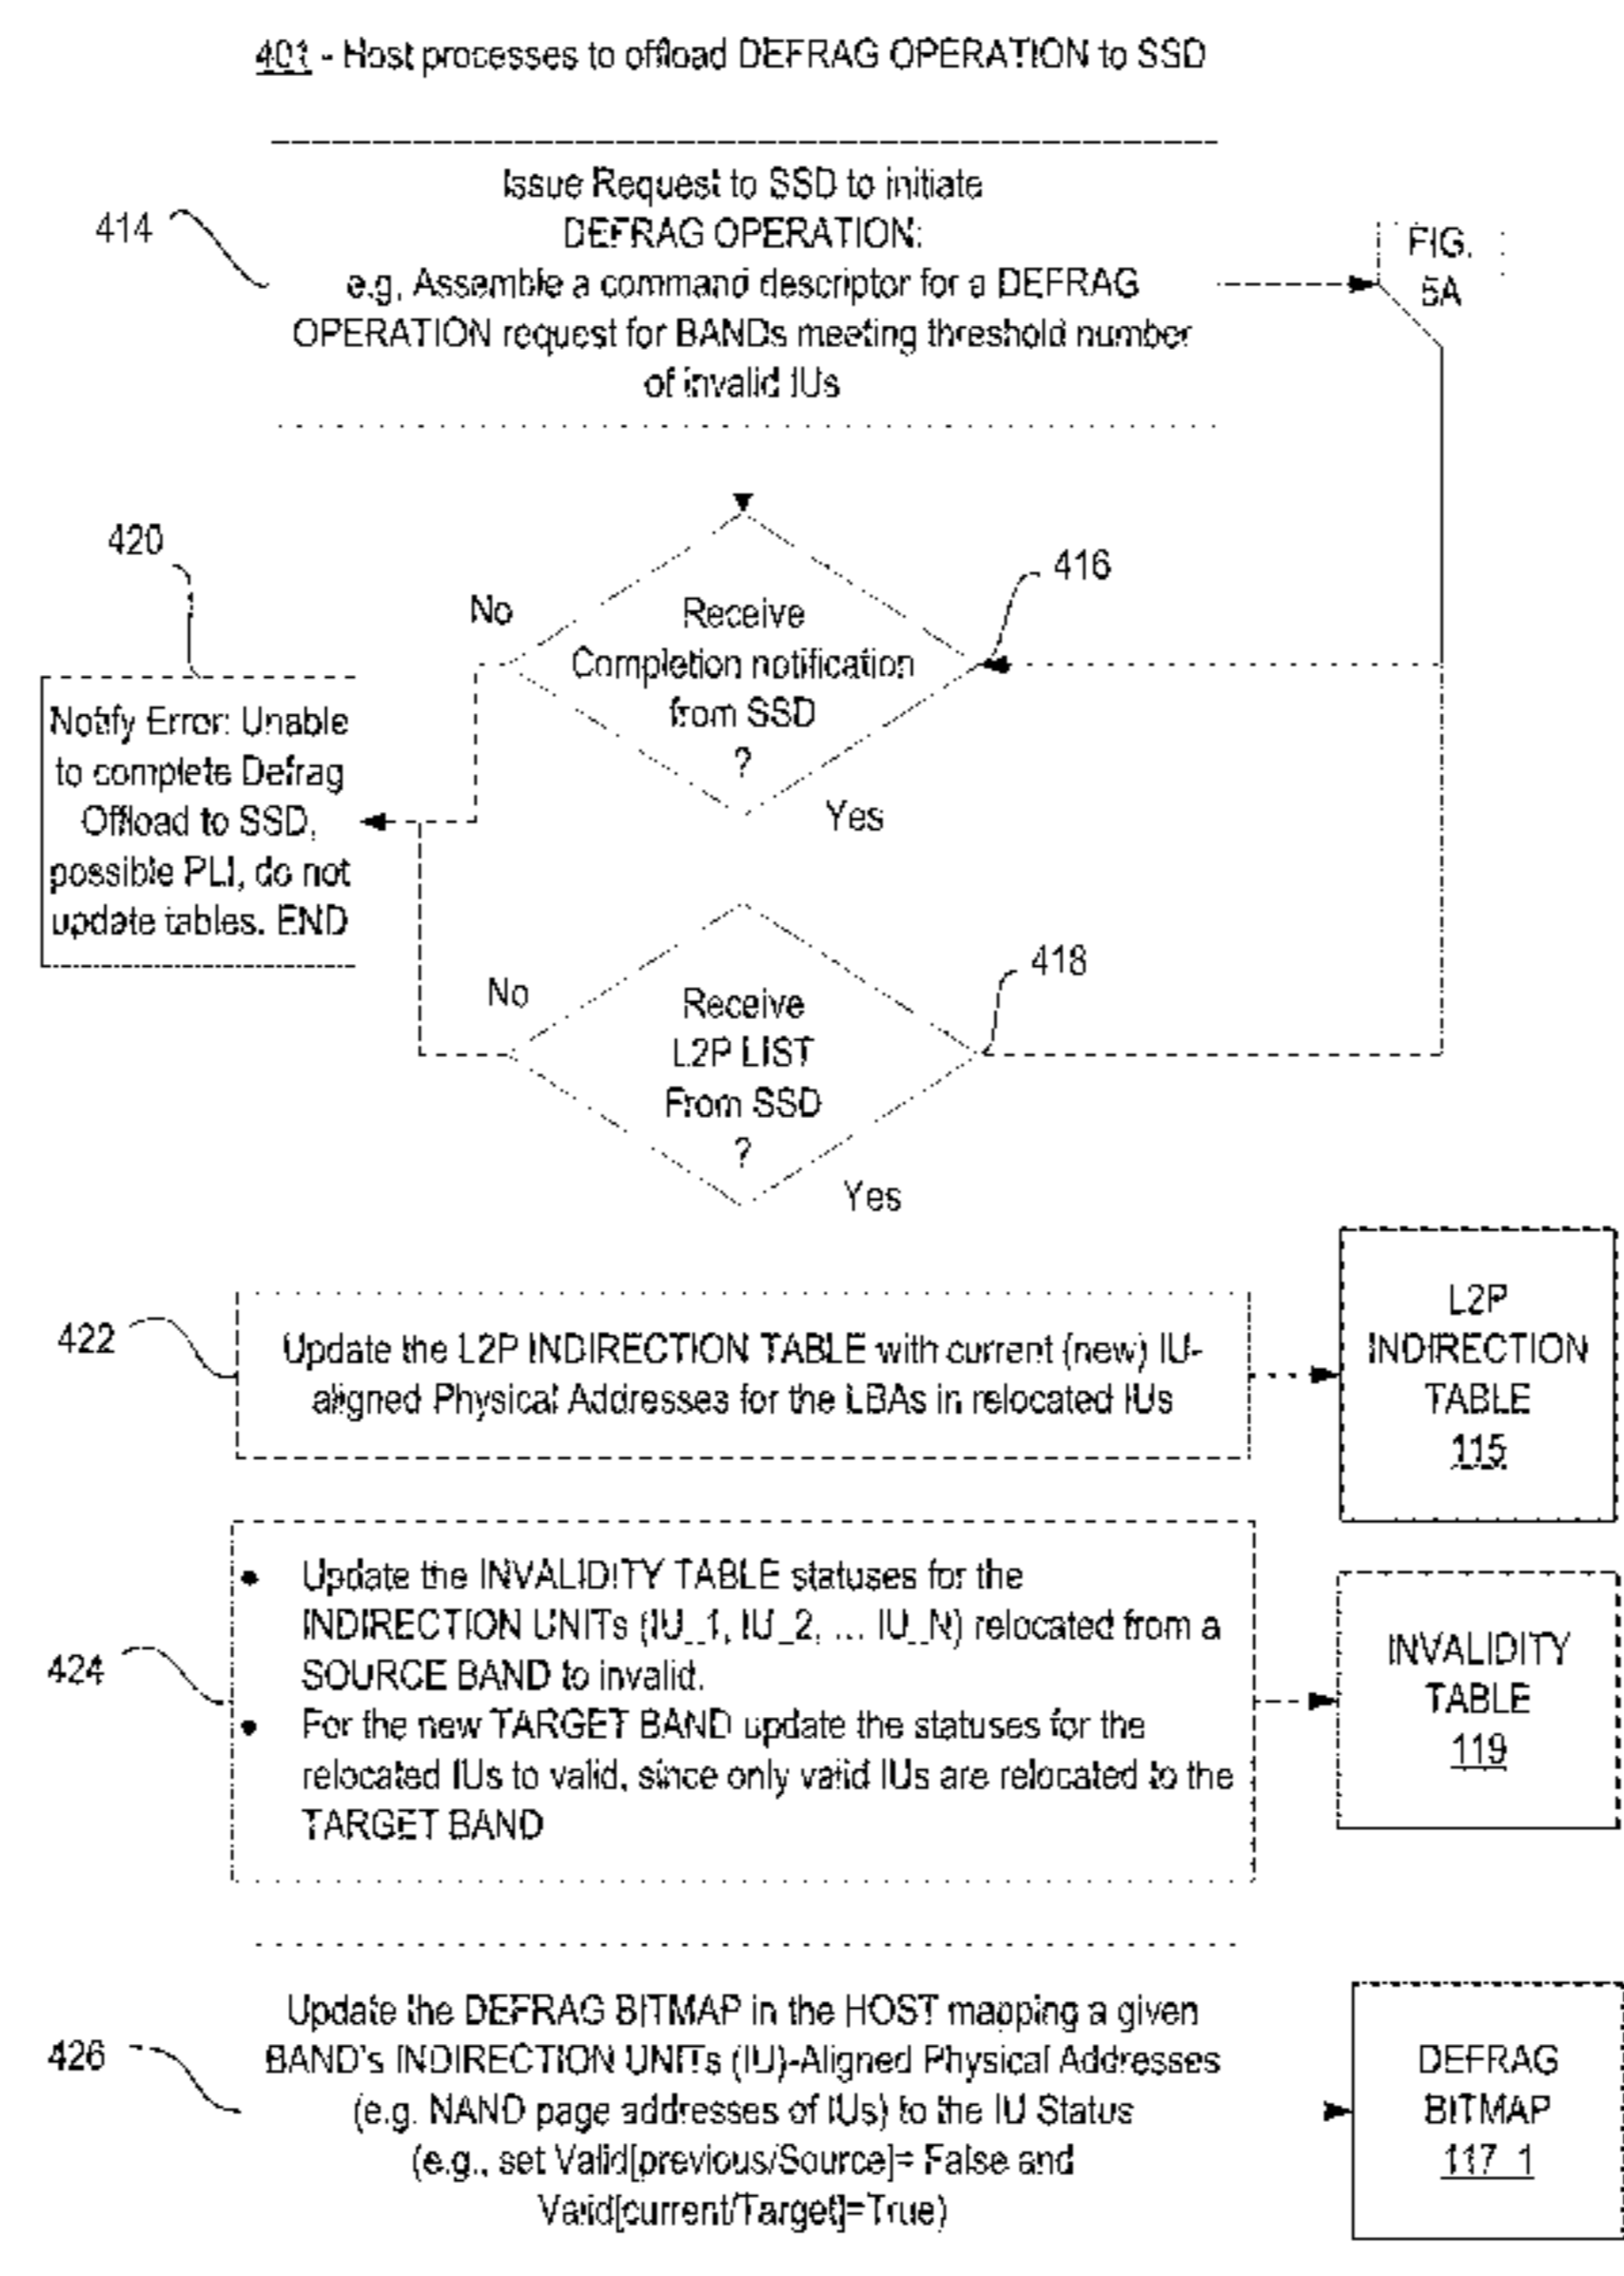 401 - Host processes to offload DEFRAG OPERATION to SSD
Issue Request to SSD to initiate
DEFRAG OPERATION:
414
e.g, Assemble a command descriptor for a DEFRAG
OPERATION request for BANDs meeting threshold number
of invalid IUs
FIG.
5A
420
416
No
Receive
Completion notification
from SSD
?
Yes
Notify Error: Unable
to complete Defrag
Offload to SSD,
possible PLI, do not
update tables. END
418
No
Receive
L2P LIST
From SSD
?
Yes
422
Update the L2P INDIRECTION TABLE with current (new) IU-
aligned Physical Addresses for the LBAs in relocated IUs
L2P
INDIRECTION
TABLE
115
424
• Update the INVALIDITY TABLE statuses for the
INDIRECTION UNITs (IU_1, IU_2, ... IU_N) relocated from a
SOURCE BAND to invalid.
• For the new TARGET BAND update the statuses for the
relocated IUs to valid, since only valid IUs are relocated to the
TARGET BAND
INVALIDITY
TABLE
119
426
Update the DEFRAG BITMAP in the HOST mapping a given
BAND's INDIRECTION UNITs (IU)-Aligned Physical Addresses
(e.g. NAND page addresses of IUs) to the IU Status
(e.g., set Valid[previous/Source]= False and
Valid[current/Target]=True)
DEFRAG
BITMAP
117_1